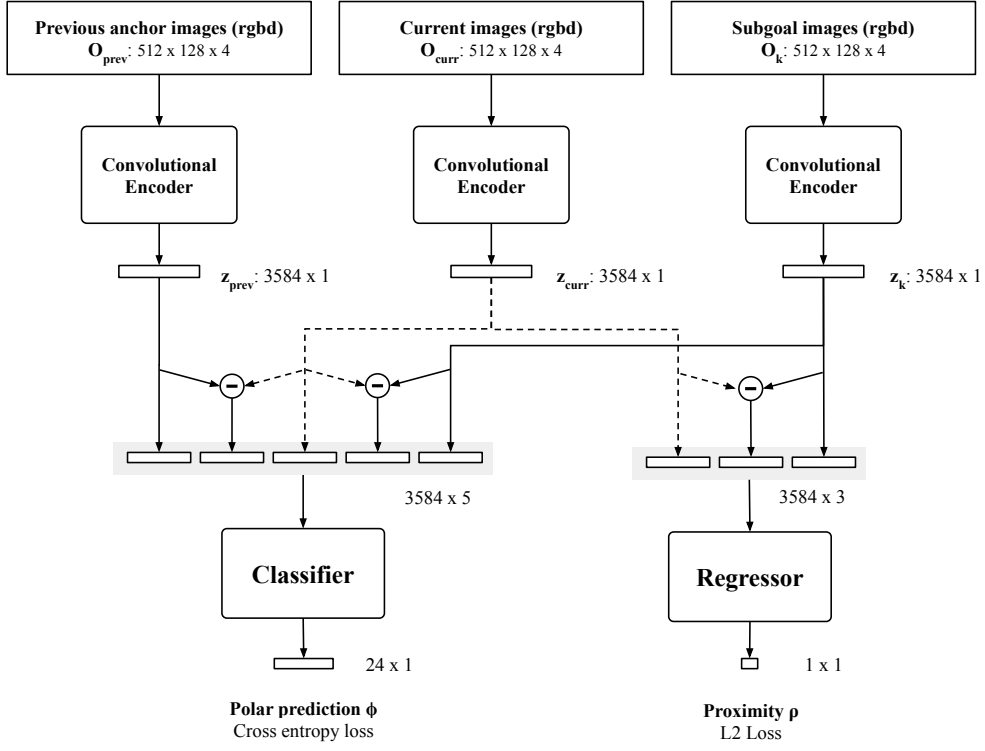 Previous anchor images (rgbd)
O_prev: 512 x 128 x 4
Current images (rgbd)
O_curr: 512 x 128 x 4
Subgoal images (rgbd)
O_k: 512 x 128 x 4
Convolutional
Encoder
Convolutional
Encoder
Convolutional
Encoder
z_prev: 3584 x 1
z_curr: 3584 x 1
z_k: 3584 x 1
−
−
−
3584 x 5
3584 x 3
Classifier
Regressor
24 x 1
1 x 1
Polar prediction ϕ
Cross entropy loss
Proximity ρ
L2 Loss